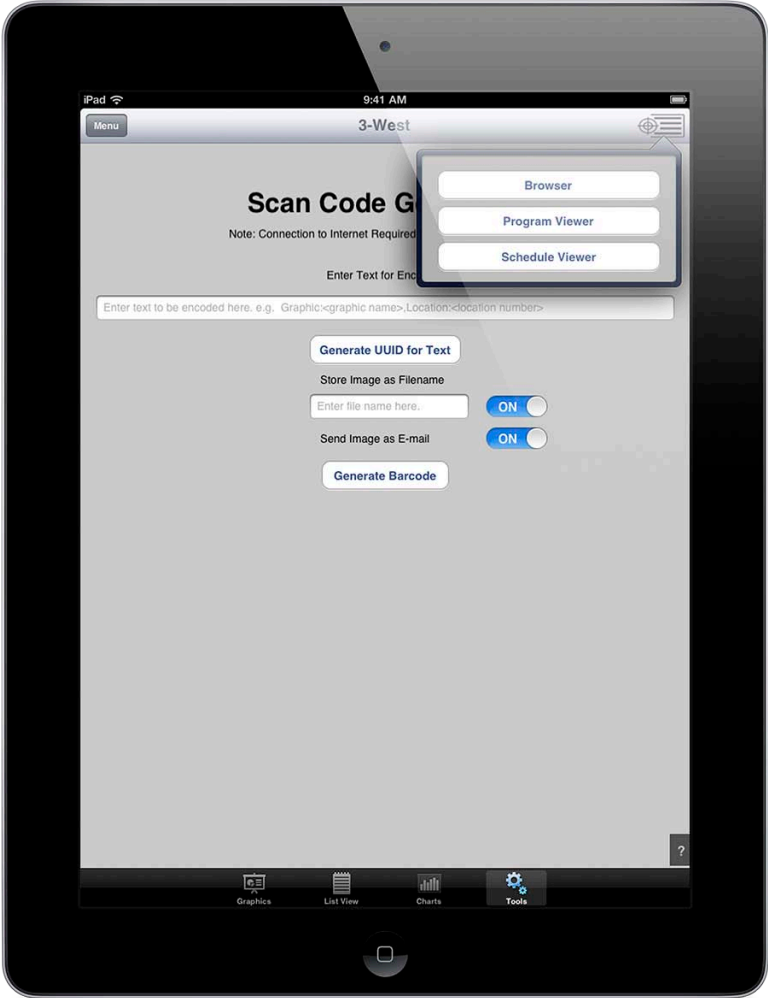 iPad 9:41 AM
Menu 3-West
Browser
Program Viewer
Schedule Viewer
Scan Code G
Note: Connection to Internet Required
Enter Text for Enc
Enter text to be encoded here. e.g. Graphic:<graphic name>,Location:<location number>
Generate UUID for Text
Store Image as Filename
Enter file name here. ON
Send Image as E-mail ON
Generate Barcode
?
Graphics List View Charts Tools